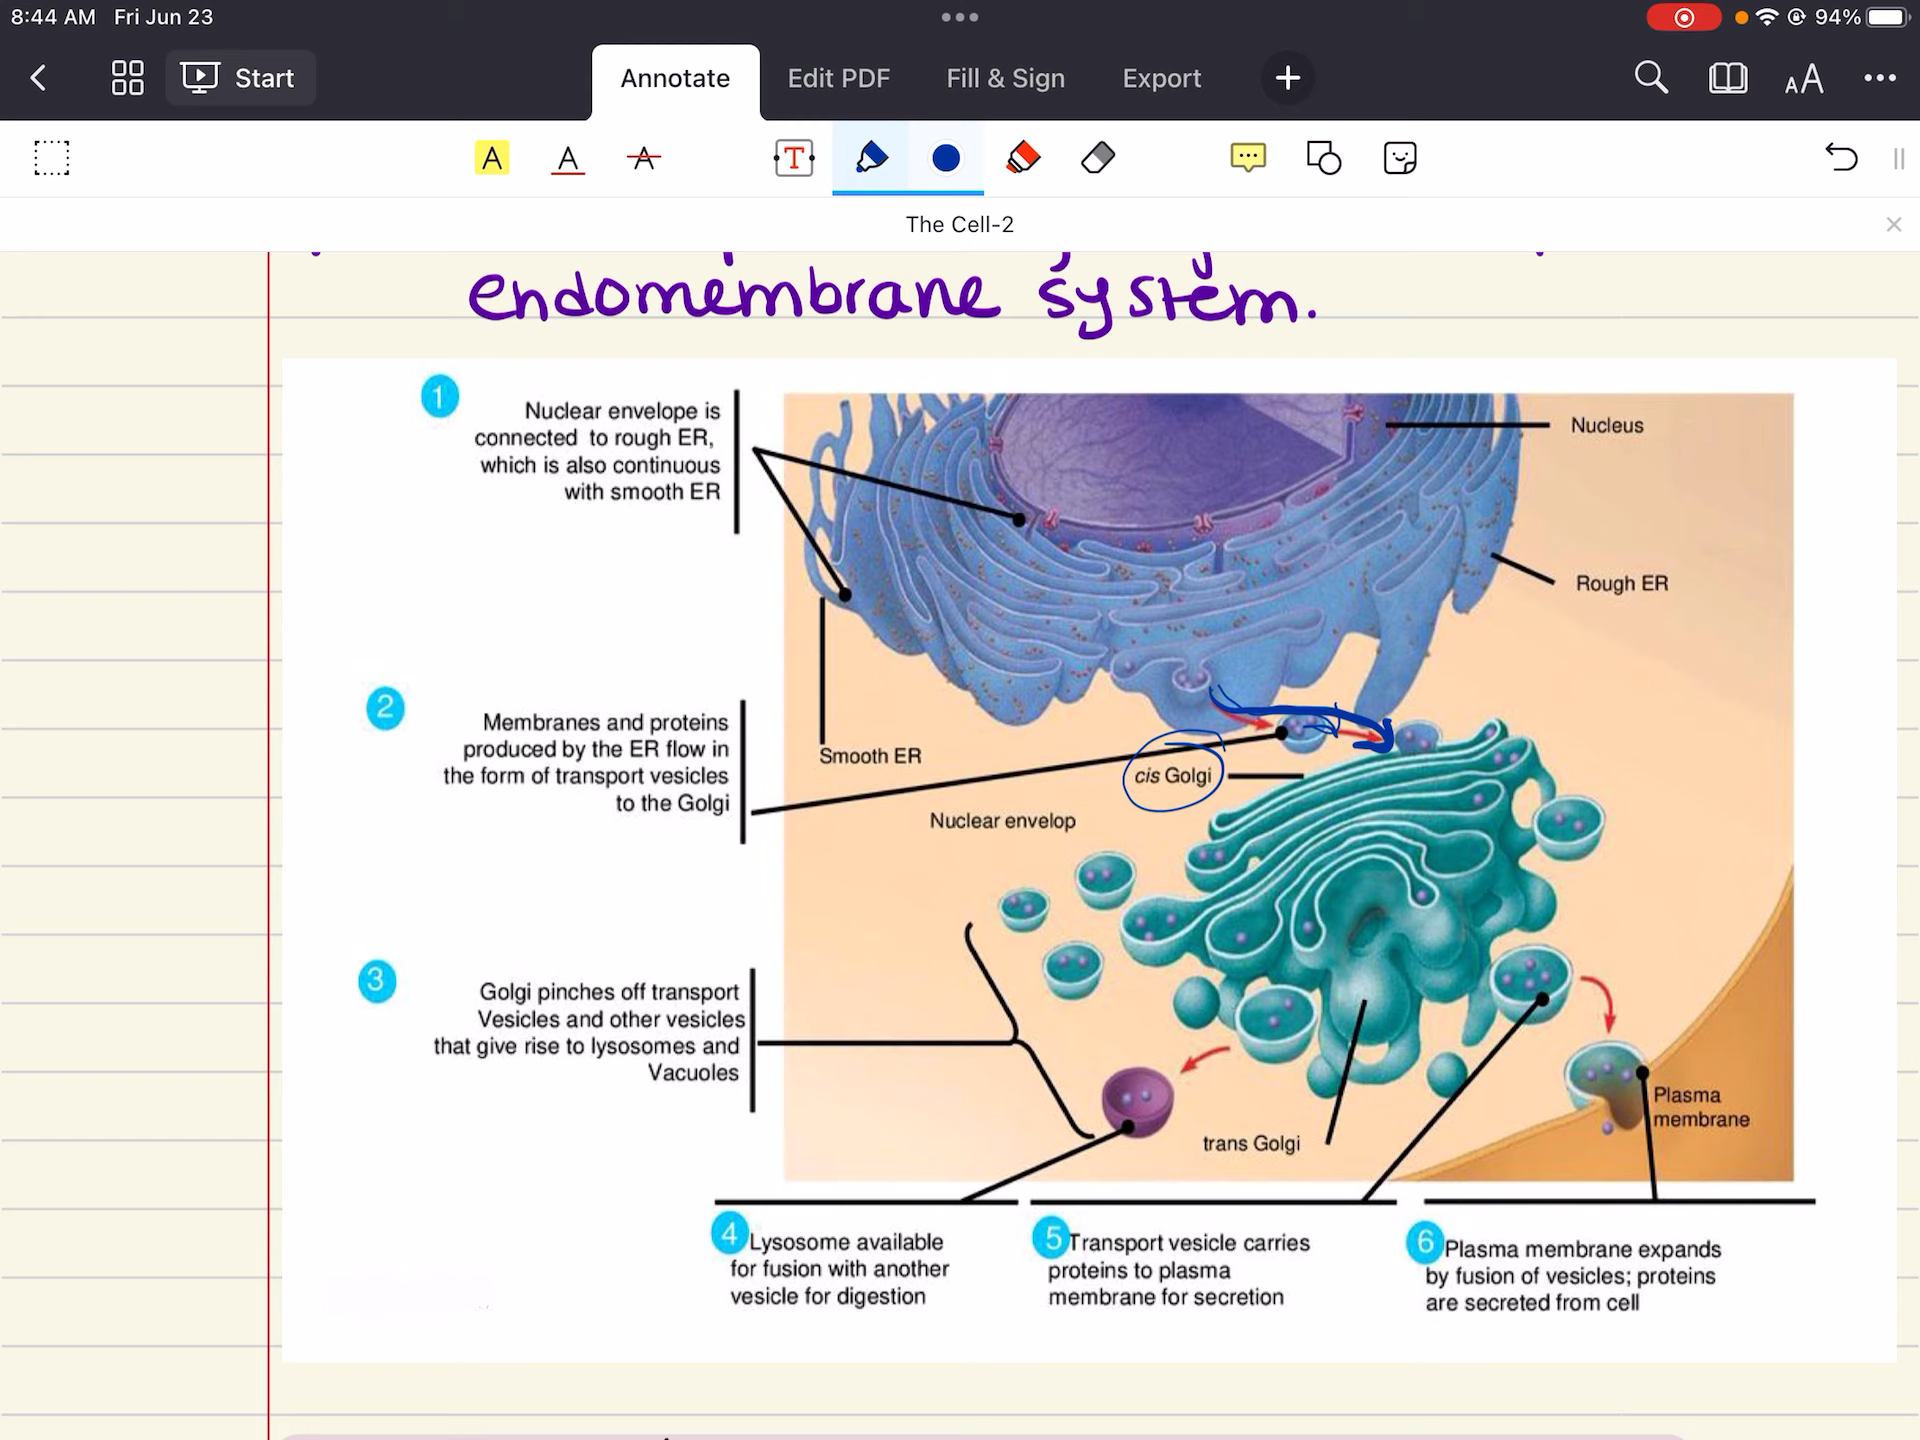 8:44 AM Fri Jun 23
94%
Start
Annotate
Edit PDF
Fill & Sign
Export
The Cell-2
endomembrane system.
1
Nuclear envelope is
connected to rough ER,
which is also continuous
with smooth ER
Nucleus
Rough ER
2
Membranes and proteins
produced by the ER flow in
the form of transport vesicles
to the Golgi
Smooth ER
cis Golgi
Nuclear envelop
3
Golgi pinches off transport
Vesicles and other vesicles
that give rise to lysosomes and
Vacuoles
Plasma
membrane
trans Golgi
4 Lysosome available
for fusion with another
vesicle for digestion
5 Transport vesicle carries
proteins to plasma
membrane for secretion
6 Plasma membrane expands
by fusion of vesicles; proteins
are secreted from cell